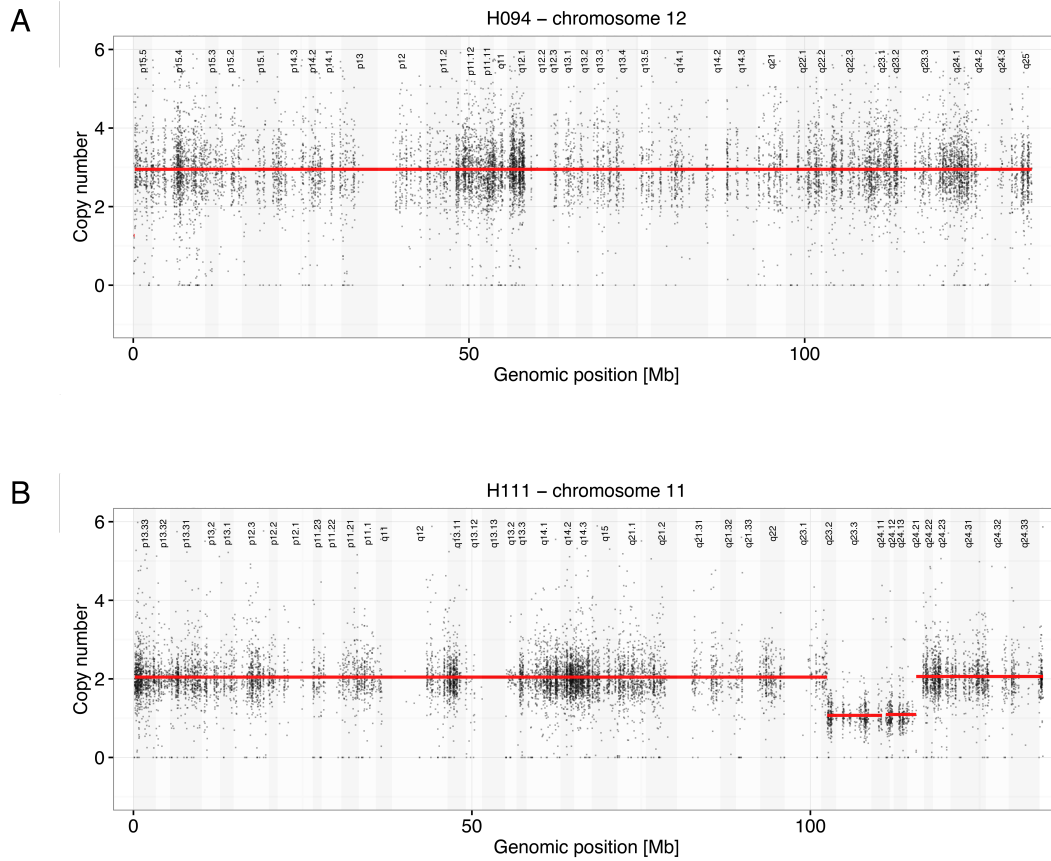 A
H094 – chromosome 12
p15.5 p15.4 p15.3 p15.2 p15.1 p14.3 p14.2 p14.1 p13 p12 p11.2 p11.12 p11.11 q11 q12.1 q12.2 q12.3 q13.1 q13.2 q13.3 q13.4 q13.5 q14.1 q14.2 q14.3 q21 q22.1 q22.2 q22.3 q23.1 q23.2 q23.3 q24.1 q24.2 q24.3 q25
6
4
2
0
Copy number
0 50 100
Genomic position [Mb]
B
H111 – chromosome 11
p13.33 p13.32 p13.31 p13.2 p13.1 p12.3 p12.2 p12.1 p11.23 p11.22 p11.21 p11.1 q11 q12 q13.11 q13.12 q13.13 q13.2 q13.3 q14.1 q14.2 q14.3 q15 q21.1 q21.2 q21.31 q21.32 q21.33 q22 q23.1 q23.2 q23.3 q24.11 q24.12 q24.13 q24.21 q24.22 q24.23 q24.31 q24.32 q24.33
6
4
2
0
Copy number
0 50 100
Genomic position [Mb]